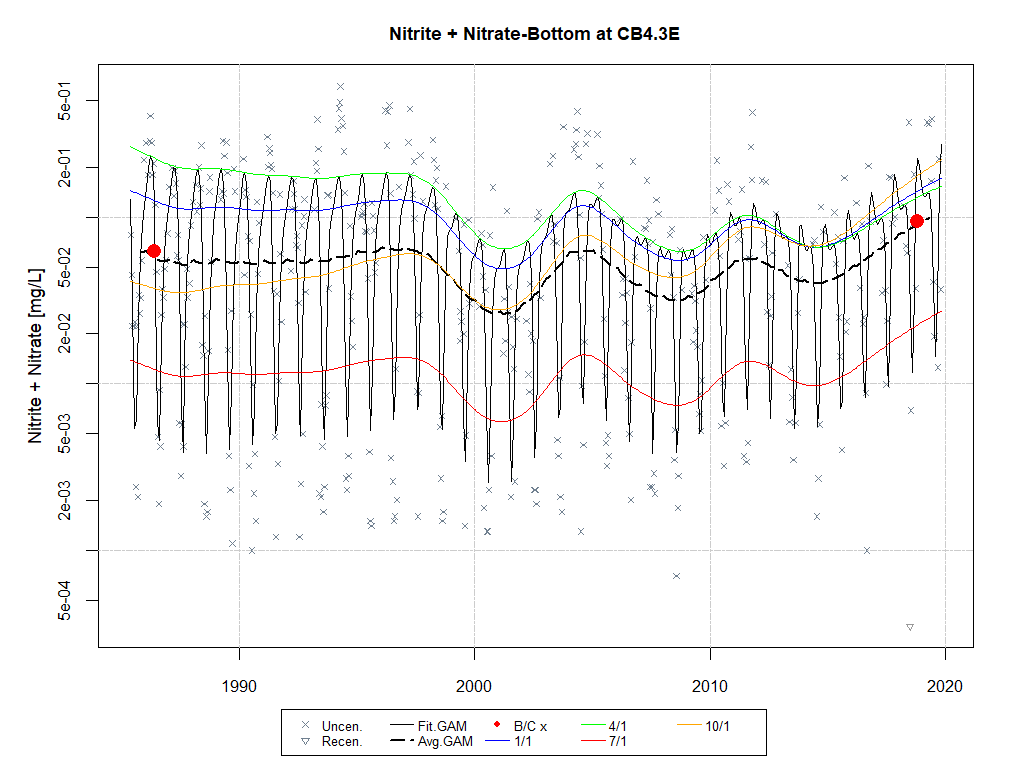 Nitrite + Nitrate-Bottom at CB4.3E
Nitrite + Nitrate [mg/L]
5e-01
2e-01
5e-02
2e-02
5e-03
2e-03
5e-04
1990
2000
2010
2020
Uncen. Fit.GAM B/C x 4/1 10/1
Recen. Avg.GAM 1/1 7/1